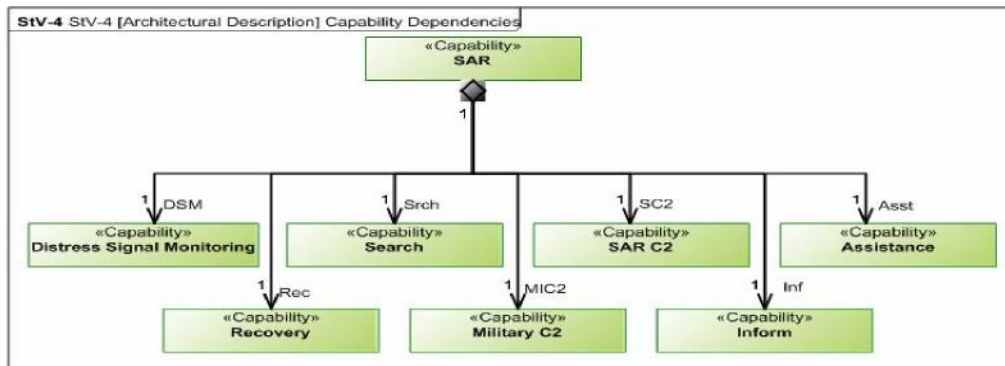 StV-4 StV-4 [Architectural Description] Capability Dependencies
«Capability»
SAR
1
1 DSM
1 Srch
1 SC2
1 Asst
«Capability»
Distress Signal Monitoring
«Capability»
Search
«Capability»
SAR C2
«Capability»
Assistance
1 Rec
1 MIC2
1 Inf
«Capability»
Recovery
«Capability»
Military C2
«Capability»
Inform